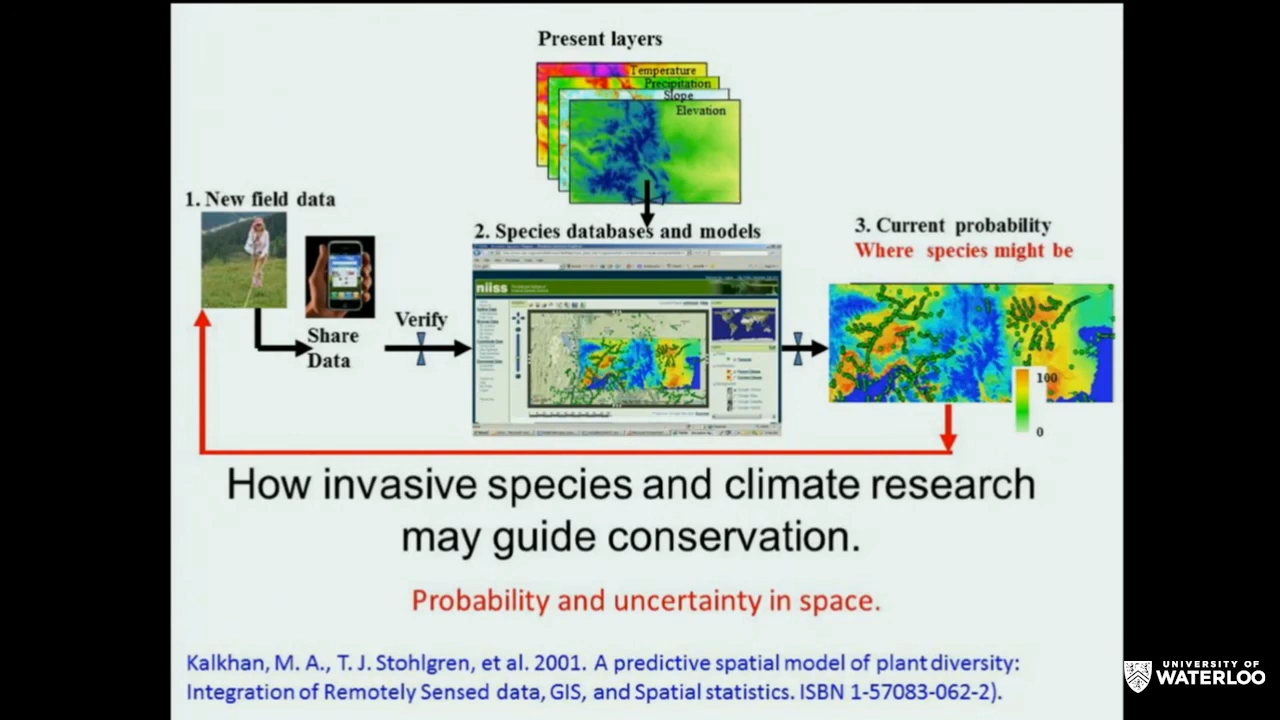 Present layers
Temperature
Precipitation
Slope
Elevation
1. New field data
Share
Data
Verify
2. Species databases and models
niiss
3. Current probability
Where species might be
100
0
How invasive species and climate research
may guide conservation.
Probability and uncertainty in space.
Kalkhan, M. A., T. J. Stohlgren, et al. 2001. A predictive spatial model of plant diversity:
Integration of Remotely Sensed data, GIS, and Spatial statistics. ISBN 1-57083-062-2).
UNIVERSITY OF
WATERLOO